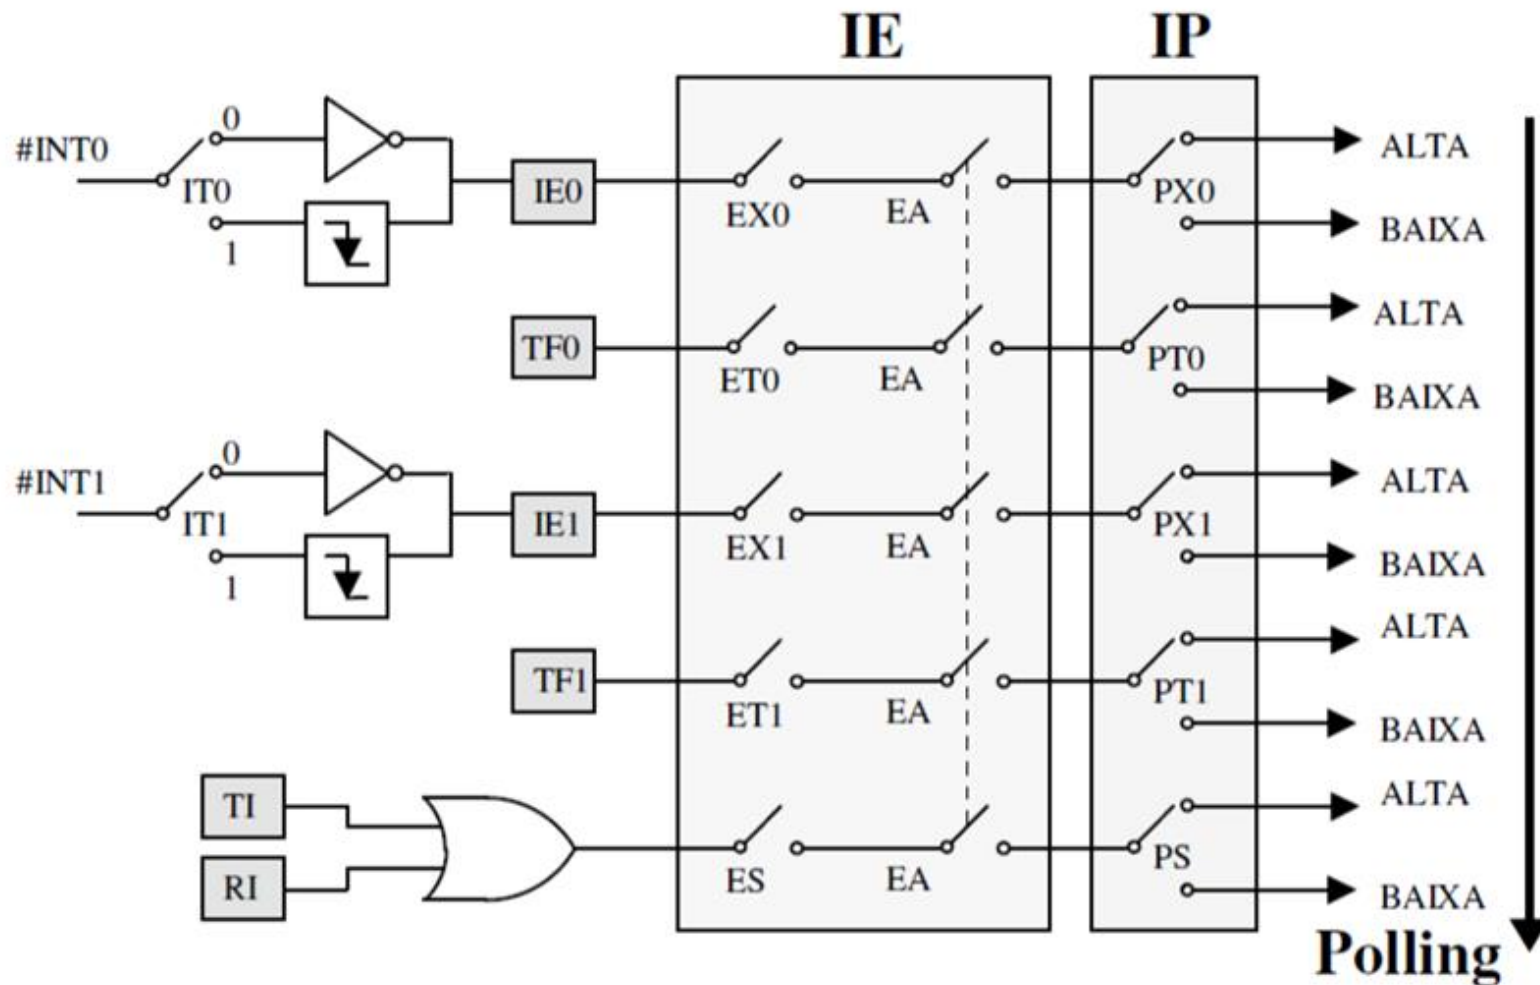 IE IP
0
#INT0
IT0
1
IE0
EX0 EA
PX0
ALTA
BAIXA
TF0
ET0 EA
PT0
ALTA
BAIXA
0
#INT1
IT1
1
IE1
EX1 EA
PX1
ALTA
BAIXA
TF1
ET1 EA
PT1
ALTA
BAIXA
TI
RI
ES EA
PS
ALTA
BAIXA
Polling